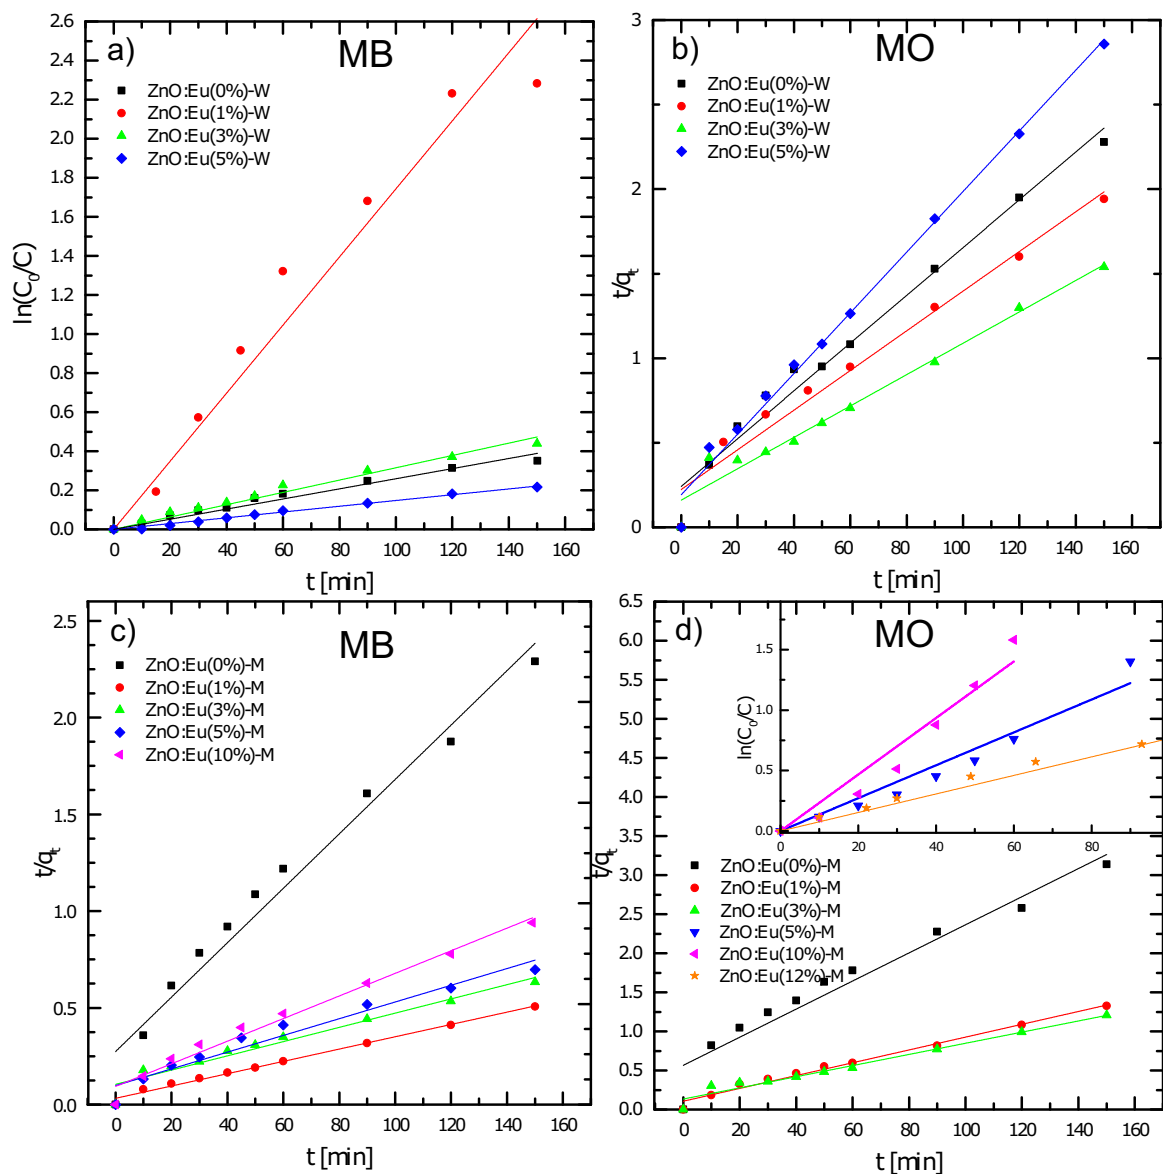 a)
MB
ZnO:Eu(0%)-W
ZnO:Eu(1%)-W
ZnO:Eu(3%)-W
ZnO:Eu(5%)-W
ln(C₀/C)
2.6
2.4
2.2
2.0
1.8
1.6
1.4
1.2
1.0
0.8
0.6
0.4
0.2
0.0
0 20 40 60 80 100 120 140 160
t [min]
b)
MO
ZnO:Eu(0%)-W
ZnO:Eu(1%)-W
ZnO:Eu(3%)-W
ZnO:Eu(5%)-W
t/qₜ
3
2
1
0
0 20 40 60 80 100 120 140 160
t [min]
c)
MB
ZnO:Eu(0%)-M
ZnO:Eu(1%)-M
ZnO:Eu(3%)-M
ZnO:Eu(5%)-M
ZnO:Eu(10%)-M
t/qₜ
2.5
2.0
1.5
1.0
0.5
0.0
0 20 40 60 80 100 120 140 160
t [min]
d)
MO
t/qₜ
6.5
6.0
5.5
5.0
4.5
4.0
3.5
3.0
2.5
2.0
1.5
1.0
0.5
0.0
ln(C₀/C)
1.5
1.0
0.5
0.0
0 20 40 60 80
ZnO:Eu(0%)-M
ZnO:Eu(1%)-M
ZnO:Eu(3%)-M
ZnO:Eu(5%)-M
ZnO:Eu(10%)-M
ZnO:Eu(12%)-M
0 20 40 60 80 100 120 140 160
t [min]